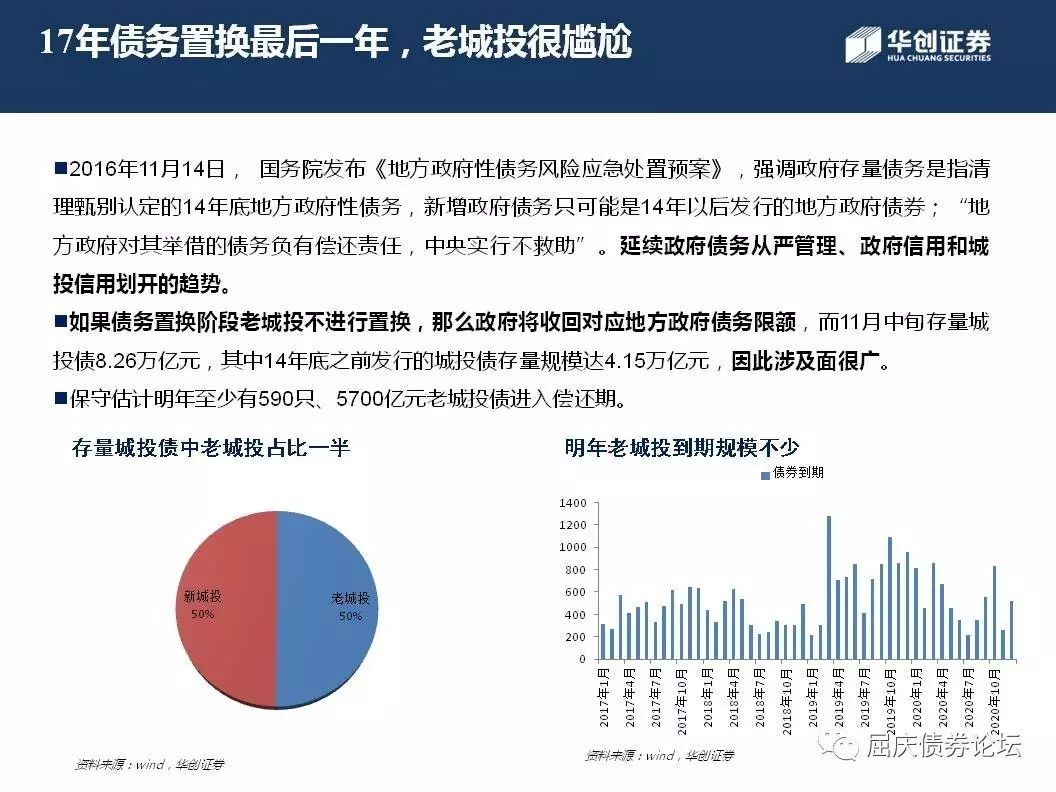 17年债务置换最后一年，老城投很尴尬
华创证券
HUA CHUANG SECURITIES
■2016年11月14日， 国务院发布《地方政府性债务风险应急处置预案》，强调政府存量债务是指清
理甄别认定的14年底地方政府性债务，新增政府债务只可能是14年以后发行的地方政府债券；“地
方政府对其举借的债务负有偿还责任，中央实行不救助”。延续政府债务从严管理、政府信用和城
投信用划开的趋势。
■如果债务置换阶段老城投不进行置换，那么政府将收回对应地方政府债务限额，而11月中旬存量城
投债8.26万亿元，其中14年底之前发行的城投债存量规模达4.15万亿元，因此涉及面很广。
■保守估计明年至少有590只、5700亿元老城投债进入偿还期。
存量城投债中老城投占比一半
新城投
50%
老城投
50%
资料来源：wind，华创证券
明年老城投到期规模不少
债券到期
1400
1200
1000
800
600
400
200
0
2017年1月
2017年4月
2017年7月
2017年10月
2018年1月
2018年4月
2018年7月
2018年10月
2019年1月
2019年4月
2019年7月
2019年10月
2020年1月
2020年4月
2020年7月
2020年10月
资料来源：wind，华创证券
屈庆债券论坛